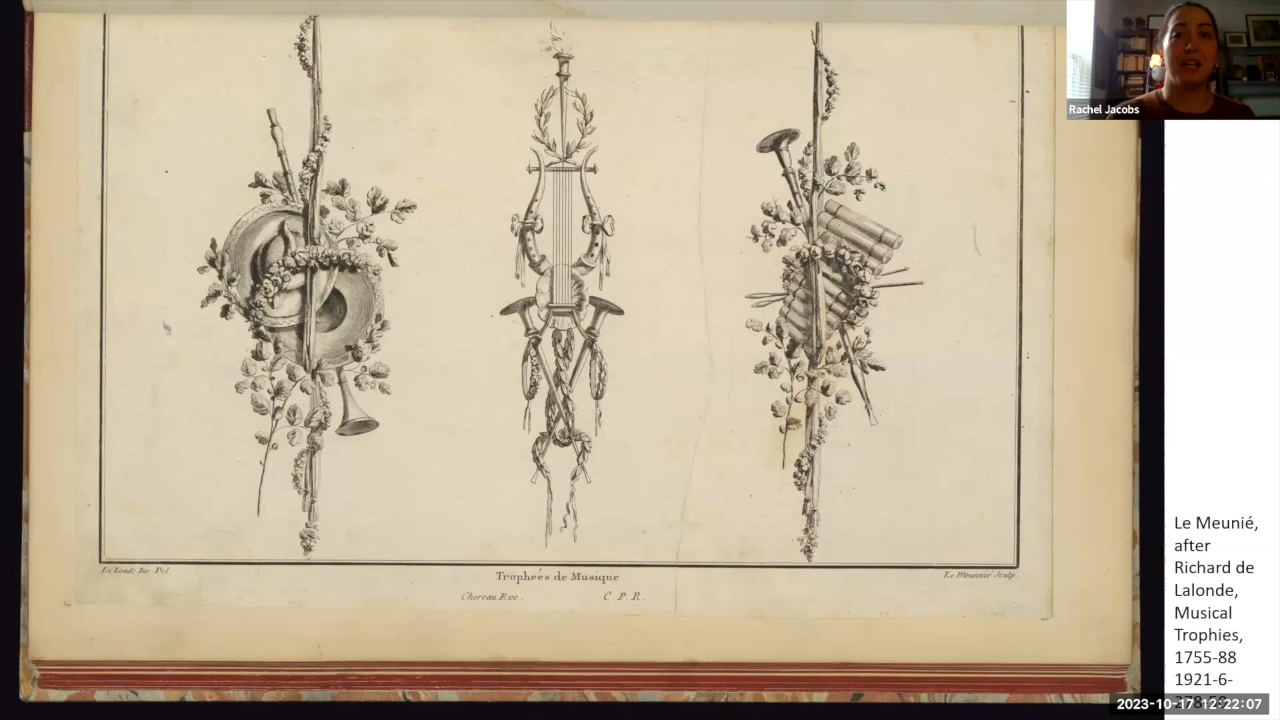 Rachel Jacobs
La Londe Inv. Del.
Trophées de Musique
Le Meunnié Sculp.
Chereau Exc.
C. P. R.
Le Meunié,
after
Richard de
Lalonde,
Musical
Trophies,
1755-88
1921-6-
2023-10-17 12:22:07